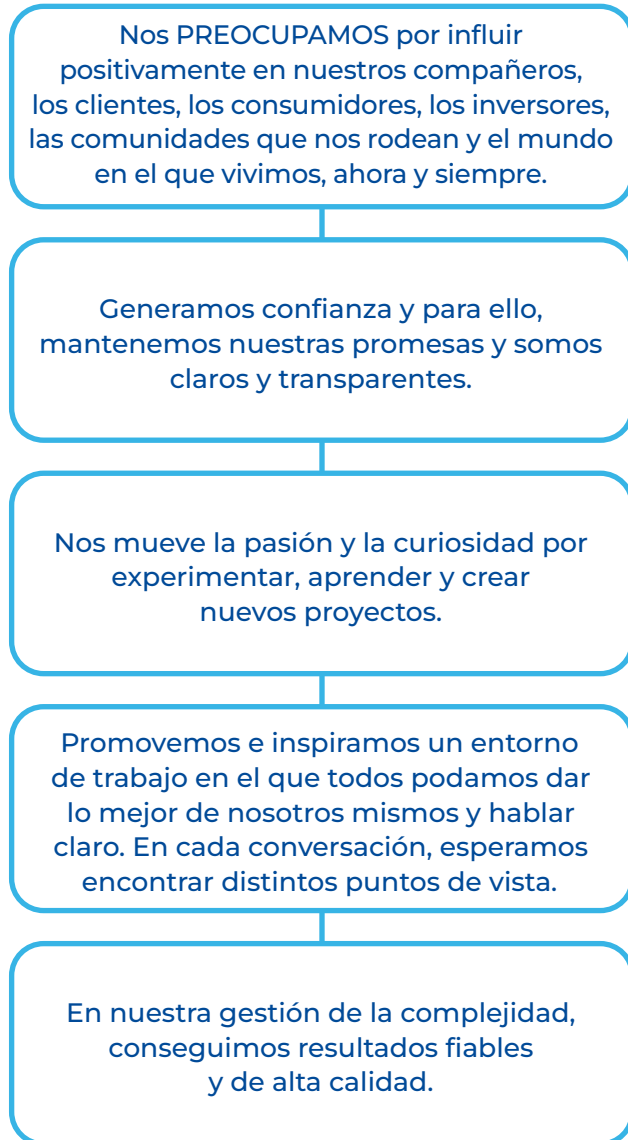 Nos PREOCUPAMOS por influir
positivamente en nuestros compañeros,
los clientes, los consumidores, los inversores,
las comunidades que nos rodean y el mundo
en el que vivimos, ahora y siempre.
Generamos confianza y para ello,
mantenemos nuestras promesas y somos
claros y transparentes.
Nos mueve la pasión y la curiosidad por
experimentar, aprender y crear
nuevos proyectos.
Promovemos e inspiramos un entorno
de trabajo en el que todos podamos dar
lo mejor de nosotros mismos y hablar
claro. En cada conversación, esperamos
encontrar distintos puntos de vista.
En nuestra gestión de la complejidad,
conseguimos resultados fiables
y de alta calidad.